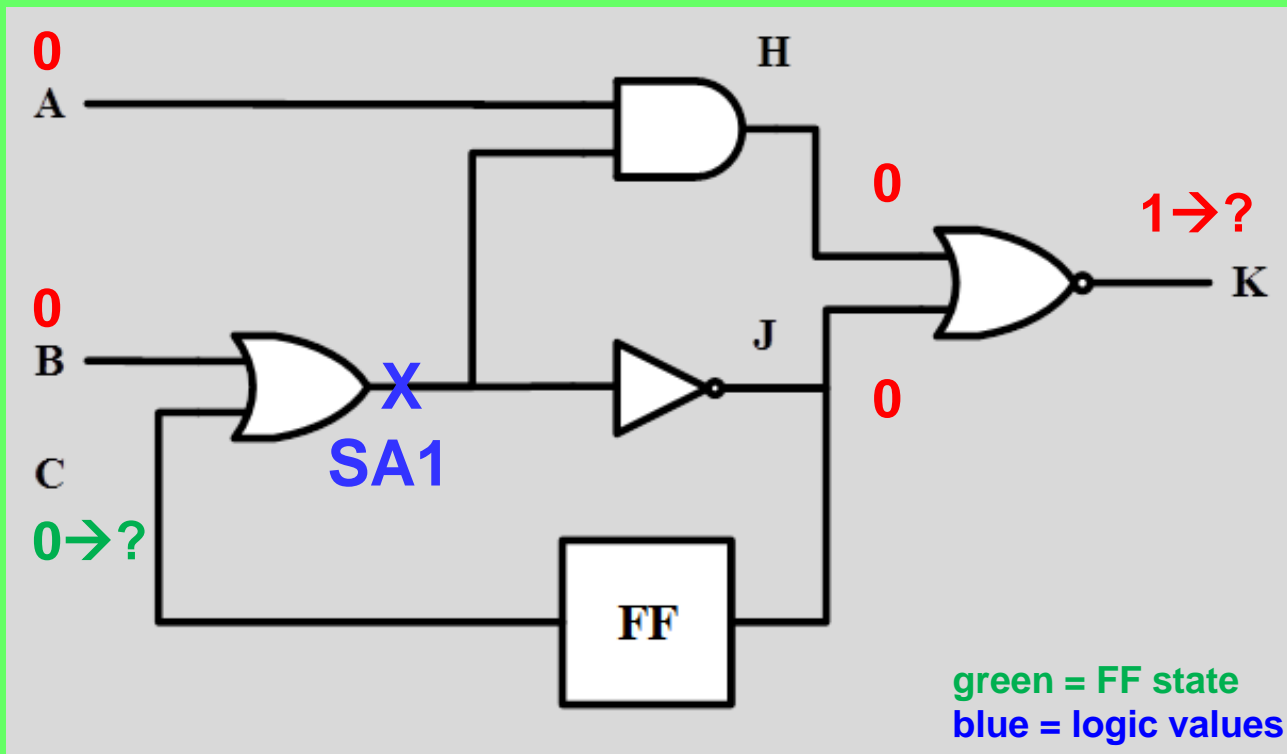 0
A
H
0
1→?
K
0
B
X
SA1
J
0
C
0→?
FF
green = FF state
blue = logic values